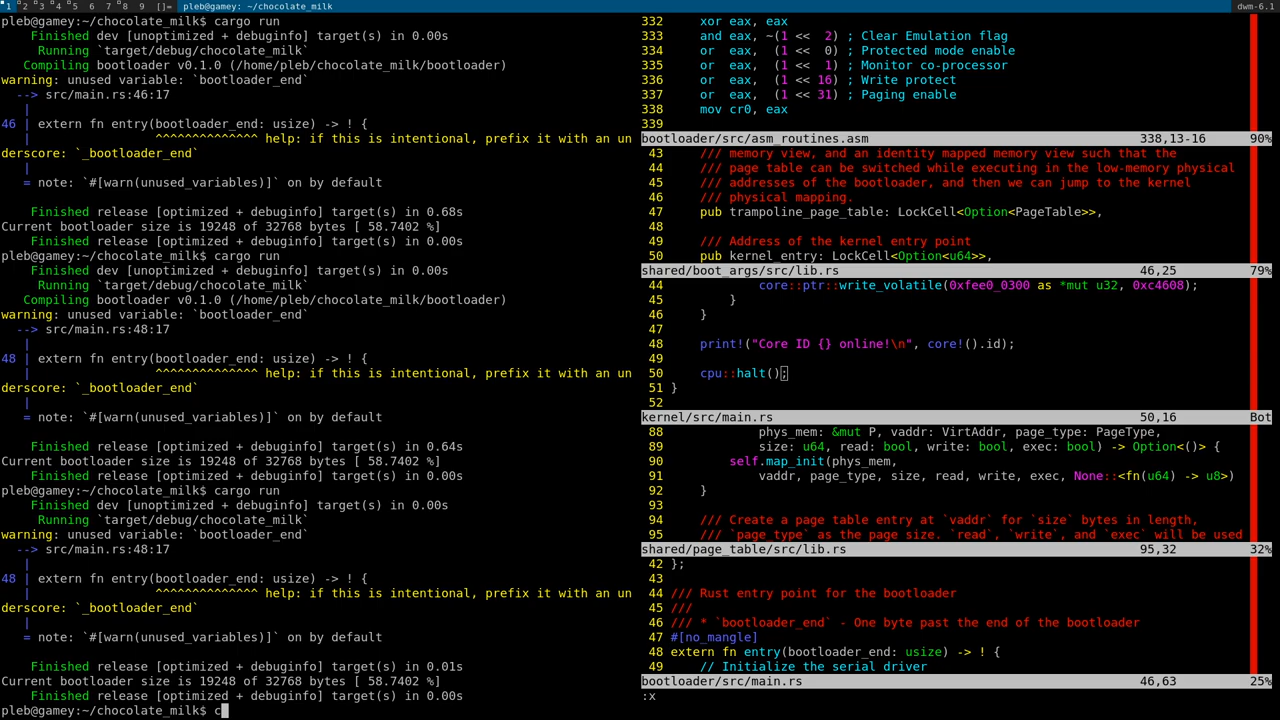 1 2 3 4 5 6 7 8 9 []= pleb@gamey: ~/chocolate_milk dwm-6.1
pleb@gamey:~/chocolate_milk$ cargo run
    Finished dev [unoptimized + debuginfo] target(s) in 0.00s
     Running `target/debug/chocolate_milk`
   Compiling bootloader v0.1.0 (/home/pleb/chocolate_milk/bootloader)
warning: unused variable: `bootloader_end`
  --> src/main.rs:46:17
   |
46 | extern fn entry(bootloader_end: usize) -> ! {
   |                 ^^^^^^^^^^^^^^ help: if this is intentional, prefix it with an un
derscore: `_bootloader_end`
   |
   = note: `#[warn(unused_variables)]` on by default

    Finished release [optimized + debuginfo] target(s) in 0.68s
Current bootloader size is 19248 of 32768 bytes [ 58.7402 %]
    Finished release [optimized + debuginfo] target(s) in 0.00s
pleb@gamey:~/chocolate_milk$ cargo run
    Finished dev [unoptimized + debuginfo] target(s) in 0.00s
     Running `target/debug/chocolate_milk`
   Compiling bootloader v0.1.0 (/home/pleb/chocolate_milk/bootloader)
warning: unused variable: `bootloader_end`
  --> src/main.rs:48:17
   |
48 | extern fn entry(bootloader_end: usize) -> ! {
   |                 ^^^^^^^^^^^^^^ help: if this is intentional, prefix it with an un
derscore: `_bootloader_end`
   |
   = note: `#[warn(unused_variables)]` on by default

    Finished release [optimized + debuginfo] target(s) in 0.64s
Current bootloader size is 19248 of 32768 bytes [ 58.7402 %]
    Finished release [optimized + debuginfo] target(s) in 0.00s
pleb@gamey:~/chocolate_milk$ cargo run
    Finished dev [unoptimized + debuginfo] target(s) in 0.00s
     Running `target/debug/chocolate_milk`
warning: unused variable: `bootloader_end`
  --> src/main.rs:48:17
   |
48 | extern fn entry(bootloader_end: usize) -> ! {
   |                 ^^^^^^^^^^^^^^ help: if this is intentional, prefix it with an un
derscore: `_bootloader_end`
   |
   = note: `#[warn(unused_variables)]` on by default

    Finished release [optimized + debuginfo] target(s) in 0.01s
Current bootloader size is 19248 of 32768 bytes [ 58.7402 %]
    Finished release [optimized + debuginfo] target(s) in 0.00s
pleb@gamey:~/chocolate_milk$ c
332     xor eax, eax
333     and eax, ~(1 <<  2) ; Clear Emulation flag
334     or  eax,  (1 <<  0) ; Protected mode enable
335     or  eax,  (1 <<  1) ; Monitor co-processor
336     or  eax,  (1 << 16) ; Write protect
337     or  eax,  (1 << 31) ; Paging enable
338     mov cr0, eax
339
bootloader/src/asm_routines.asm 338,13-16 90%
43     /// memory view, and an identity mapped memory view such that the
44     /// page table can be switched while executing in the low-memory physical
45     /// addresses of the bootloader, and then we can jump to the kernel
46     /// physical mapping.
47     pub trampoline_page_table: LockCell<Option<PageTable>>,
48
49     /// Address of the kernel entry point
50     pub kernel_entry: LockCell<Option<u64>>,
shared/boot_args/src/lib.rs 46,25 79%
44             core::ptr::write_volatile(0xfee0_0300 as *mut u32, 0xc4608);
45         }
46     }
47
48     print!("Core ID {} online!\n", core!().id);
49
50     cpu::halt();
51 }
52
kernel/src/main.rs 50,16 Bot
88             phys_mem: &mut P, vaddr: VirtAddr, page_type: PageType,
89             size: u64, read: bool, write: bool, exec: bool) -> Option<()> {
90         self.map_init(phys_mem,
91             vaddr, page_type, size, read, write, exec, None::<fn(u64) -> u8>)
92     }
93
94     /// Create a page table entry at `vaddr` for `size` bytes in length,
95     /// `page_type` as the page size. `read`, `write`, and `exec` will be used
shared/page_table/src/lib.rs 95,32 32%
42 };
43
44 /// Rust entry point for the bootloader
45 ///
46 /// * `bootloader_end` - One byte past the end of the bootloader
47 #[no_mangle]
48 extern fn entry(bootloader_end: usize) -> ! {
49     // Initialize the serial driver
bootloader/src/main.rs 46,63 25%
:x